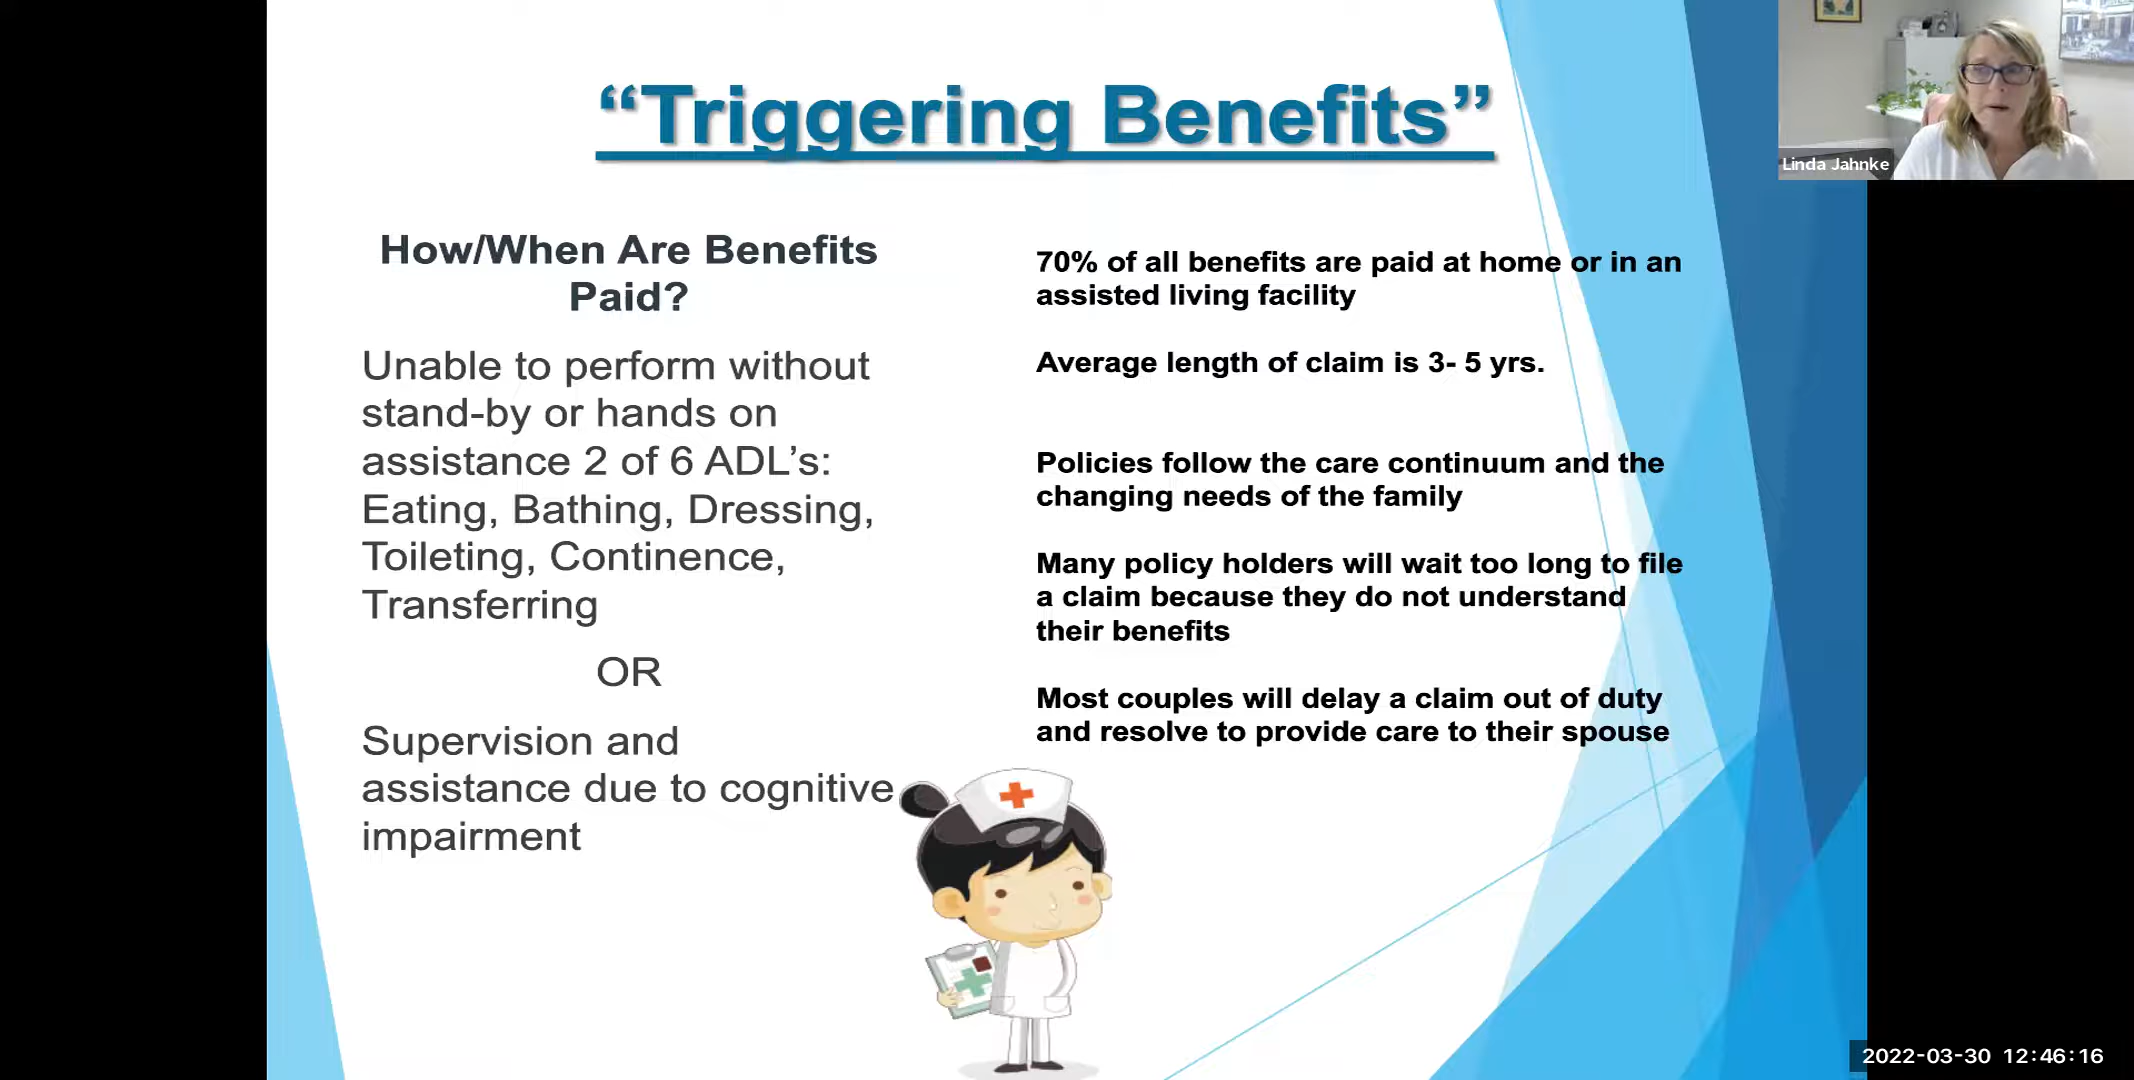 “Triggering Benefits”
How/When Are Benefits
Paid?
Unable to perform without
stand-by or hands on
assistance 2 of 6 ADL’s:
Eating, Bathing, Dressing,
Toileting, Continence,
Transferring
OR
Supervision and
assistance due to cognitive
impairment
70% of all benefits are paid at home or in an
assisted living facility
Average length of claim is 3- 5 yrs.
Policies follow the care continuum and the
changing needs of the family
Many policy holders will wait too long to file
a claim because they do not understand
their benefits
Most couples will delay a claim out of duty
and resolve to provide care to their spouse
Linda Jahnke
2022-03-30 12:46:16